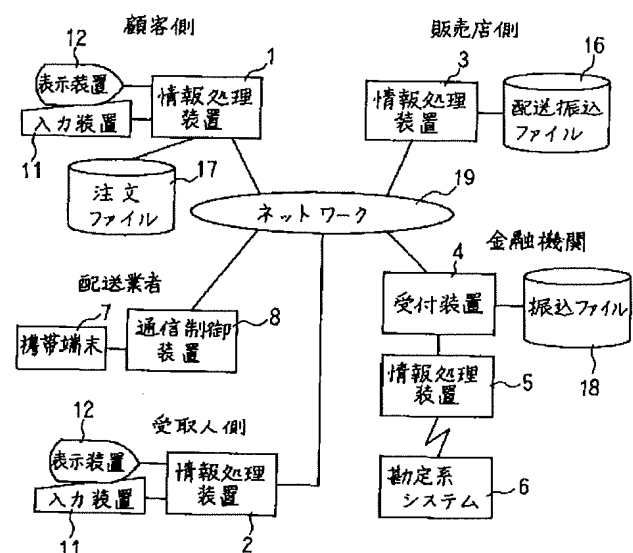 顧客側
12
表示装置
入力装置
11
1
情報処理
装置
17
注文
ファイル
販売店側
3
情報処理
装置
16
配送振込
ファイル
19
ネットワーク
配送業者
7
携帯端末
通信制御
装置
8
金融機関
4
受付装置
振込ファイル
18
情報処理
装置
5
勘定系
システム
6
受取人側
12
表示装置
入力装置
11
情報処理
装置
2